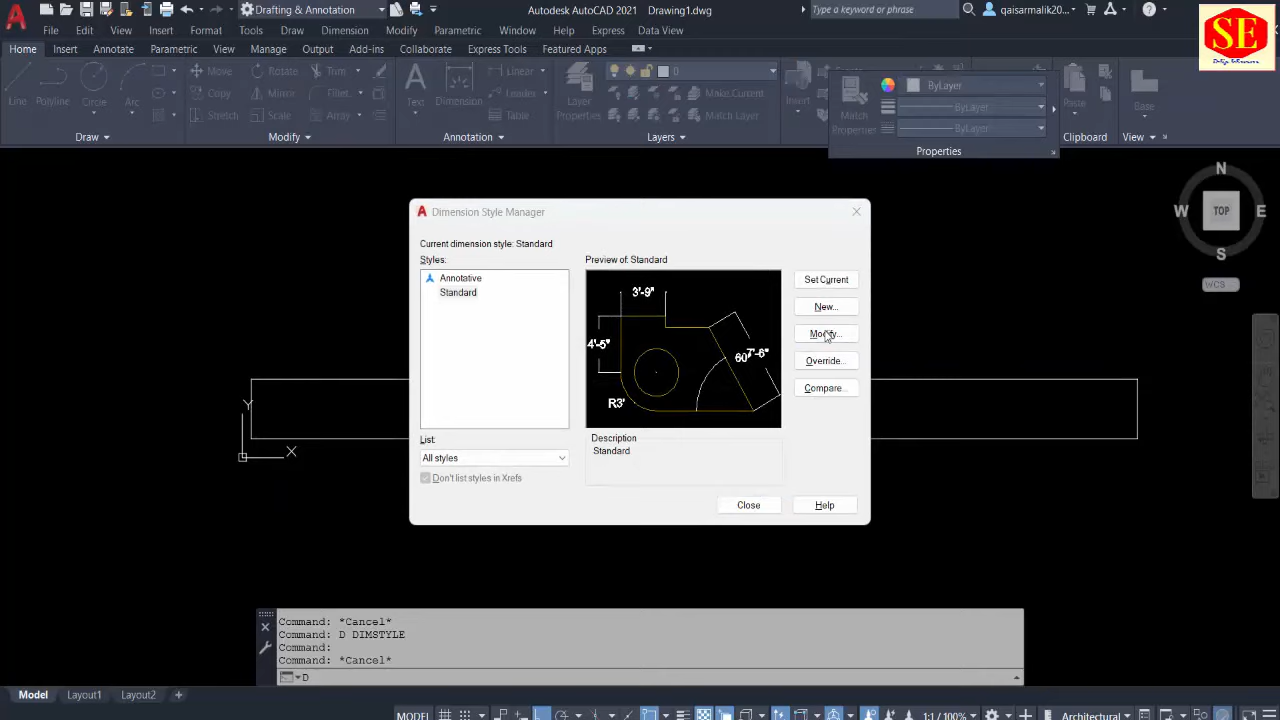 Drafting & Annotation
Autodesk AutoCAD 2021 Drawing1.dwg
Type a keyword or phrase
qaisarmalik20...
SE
File Edit View Insert Format Tools Draw Dimension Modify Parametric Window Help Express Data View
Home Insert Annotate Parametric View Manage Output Add-ins Collaborate Express Tools Featured Apps
Line Polyline Circle Arc
Move Rotate Trim
Copy Mirror Fillet
Stretch Scale Array
Text Dimension
Linear
Leader
Table
Layer Properties
0
Make Current
Match Layer
Insert
Match Properties
ByLayer
ByLayer
ByLayer
Paste
Base
Draw Modify Annotation Layers Properties Clipboard View
N
W TOP E
S
WCS
Dimension Style Manager
Current dimension style: Standard
Styles:
Annotative
Standard
Preview of: Standard
3'-9"
4'-5"
60°
7'-6"
R3'
Set Current
New...
Modify...
Override...
Compare...
List:
All styles
Don't list styles in Xrefs
Description
Standard
Close
Help
Y
X
Command: *Cancel*
Command: D DIMSTYLE
Command:
Command: *Cancel*
D
Model Layout1 Layout2 +
MODEL 1:1 / 100% Architectural